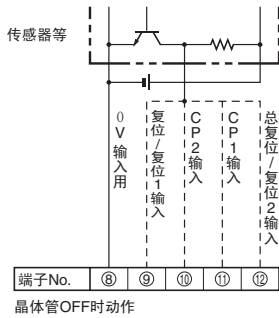 传感器等
0V输入用
复位/复位1输入
CP2输入
CP1输入
总复位/复位2输入
端子No. ⑧ ⑨ ⑩ ⑪ ⑫
晶体管OFF时动作